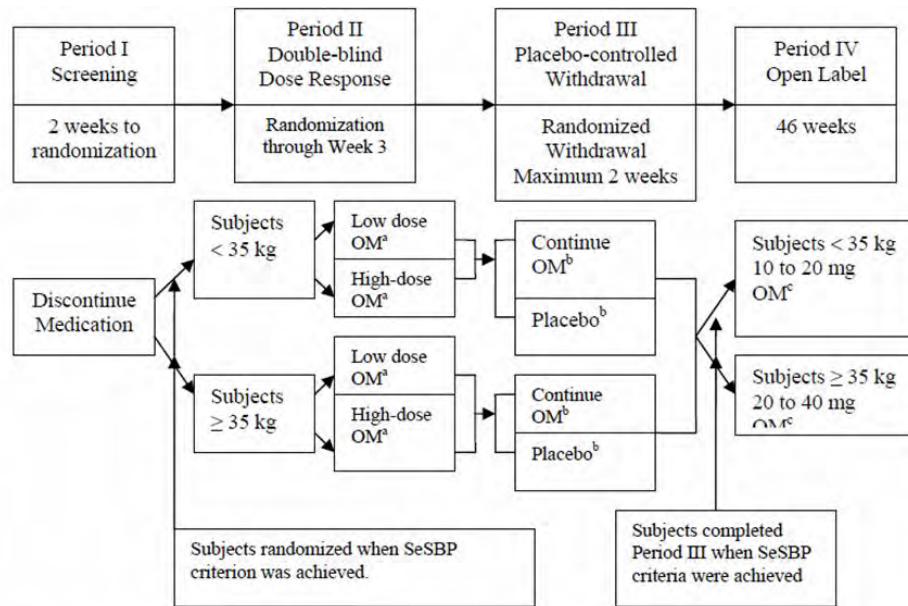 Period I
Screening
2 weeks to
randomization
Period II
Double-blind
Dose Response
Randomization
through Week 3
Period III
Placebo-controlled
Withdrawal
Randomized
Withdrawal
Maximum 2 weeks
Period IV
Open Label
46 weeks
Discontinue
Medication
Subjects
< 35 kg
Low dose
OMᵃ
High-dose
OMᵃ
Continue
OMᵇ
Placeboᵇ
Subjects < 35 kg
10 to 20 mg
OMᶜ
Subjects
≥ 35 kg
Low dose
OMᵃ
High-dose
OMᵃ
Continue
OMᵇ
Placeboᵇ
Subjects ≥ 35 kg
20 to 40 mg
OMᶜ
Subjects randomized when SeSBP
criterion was achieved.
Subjects completed
Period III when SeSBP
criteria were achieved